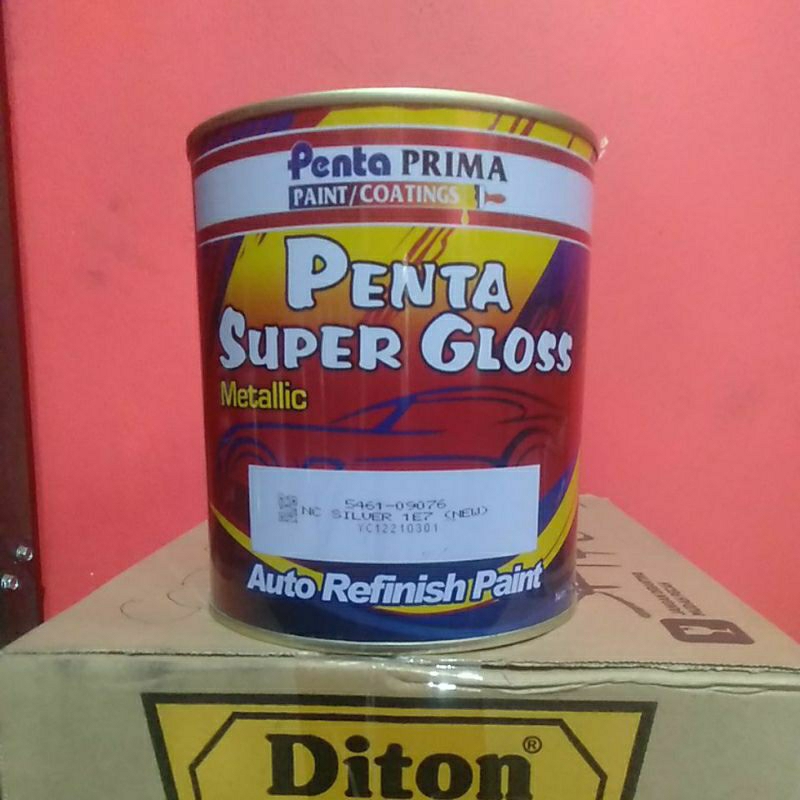 Penta PRIMA
PAINT/COATINGS
PENTA
SUPER GLOSS
Metallic
5461-09076
NC SILVER 1E7 (NEW)
YC12210301
Auto Refinish Paint
Diton®